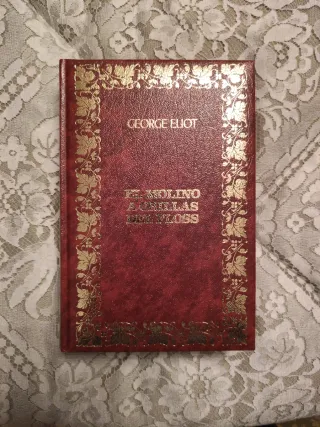 GEORGE ELIOT
EL MOLINO
A ORILLAS
DEL FLOSS